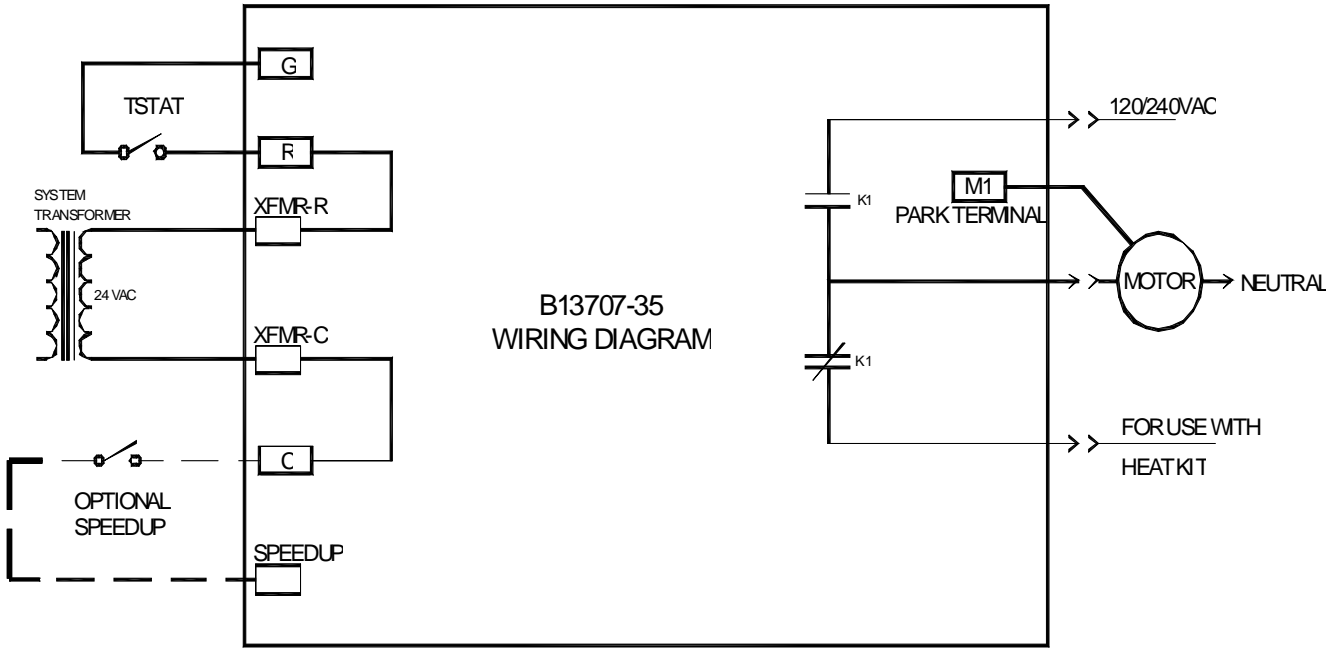 G
TSTAT
R
SYSTEM
TRANSFORMER
XFMR-R
24 VAC
XFMR-C
C
OPTIONAL
SPEEDUP
SPEEDUP
B13707-35
WIRING DIAGRAM
120/240VAC
K1
M1
PARK TERMINAL
MOTOR
NEUTRAL
K1
FOR USE WITH
HEAT KIT